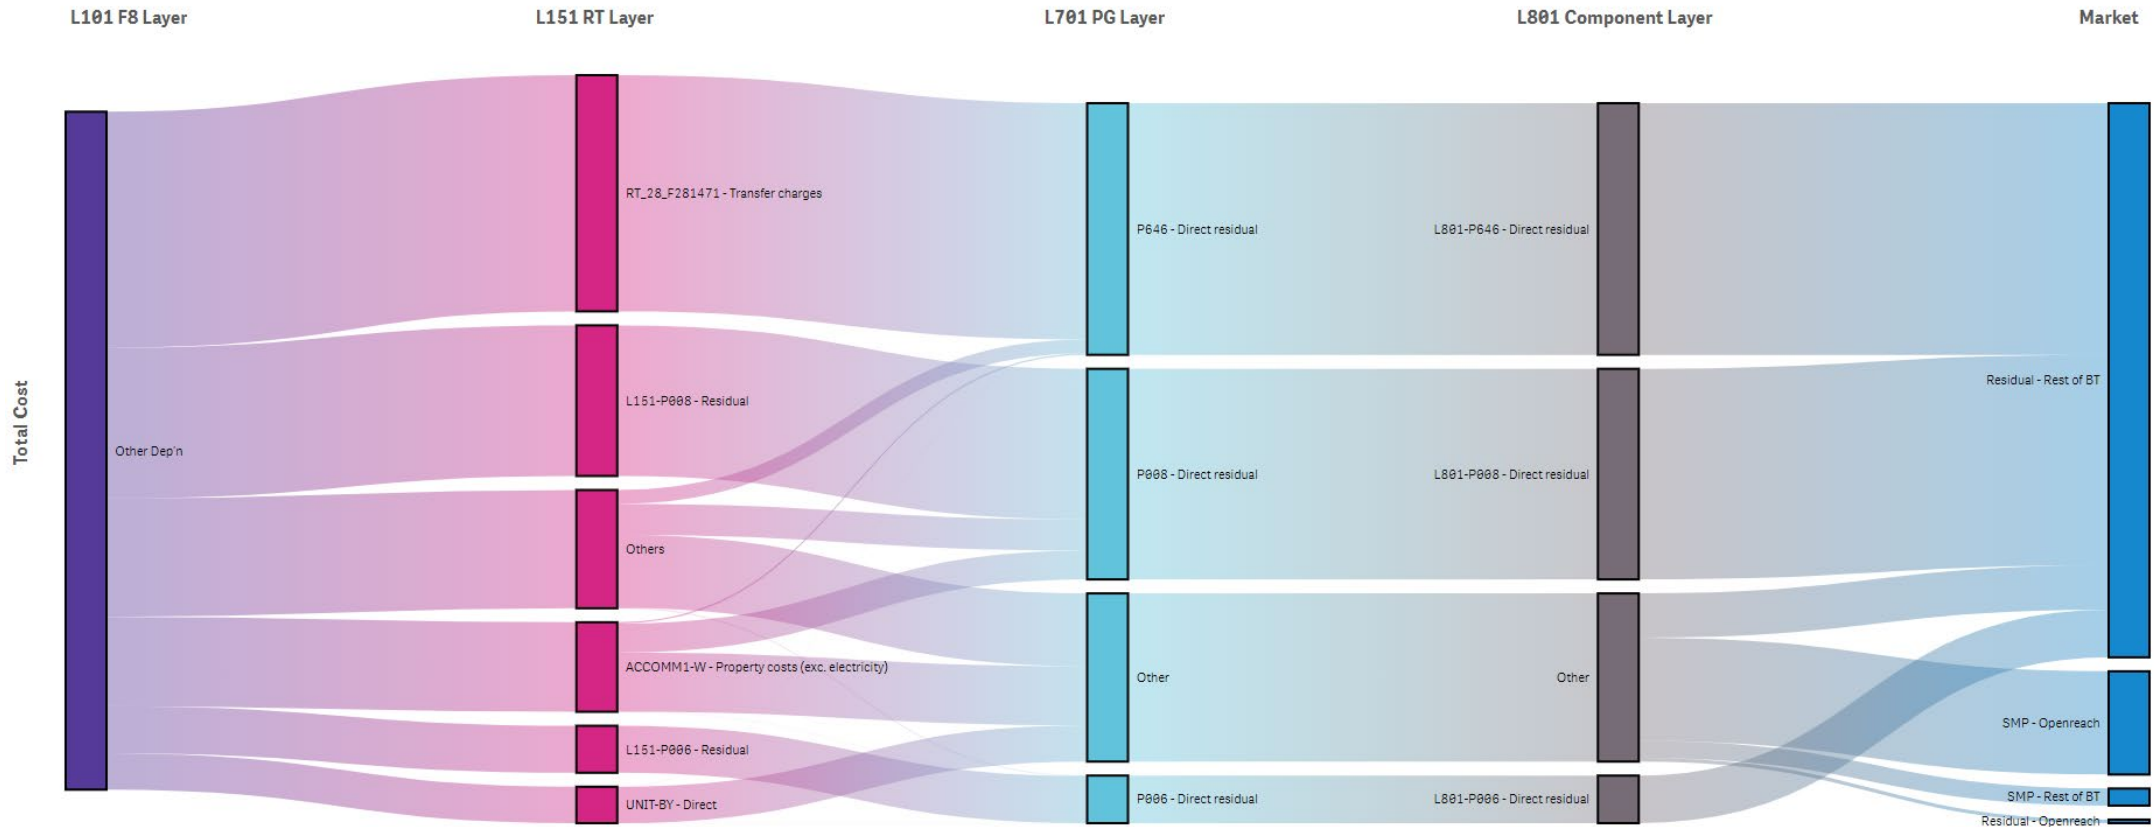 L101 F8 Layer
L151 RT Layer
L701 PG Layer
L801 Component Layer
Market
Total Cost
Other Dep'n
RT_28_F281471 - Transfer charges
L151-P008 - Residual
Others
ACCOMM1-W - Property costs (exc. electricity)
L151-P006 - Residual
UNIT-BY - Direct
P646 - Direct residual
P008 - Direct residual
Other
P006 - Direct residual
L801-P646 - Direct residual
L801-P008 - Direct residual
Other
L801-P006 - Direct residual
Residual - Rest of BT
SMP - Openreach
SMP - Rest of BT
Residual - Openreach